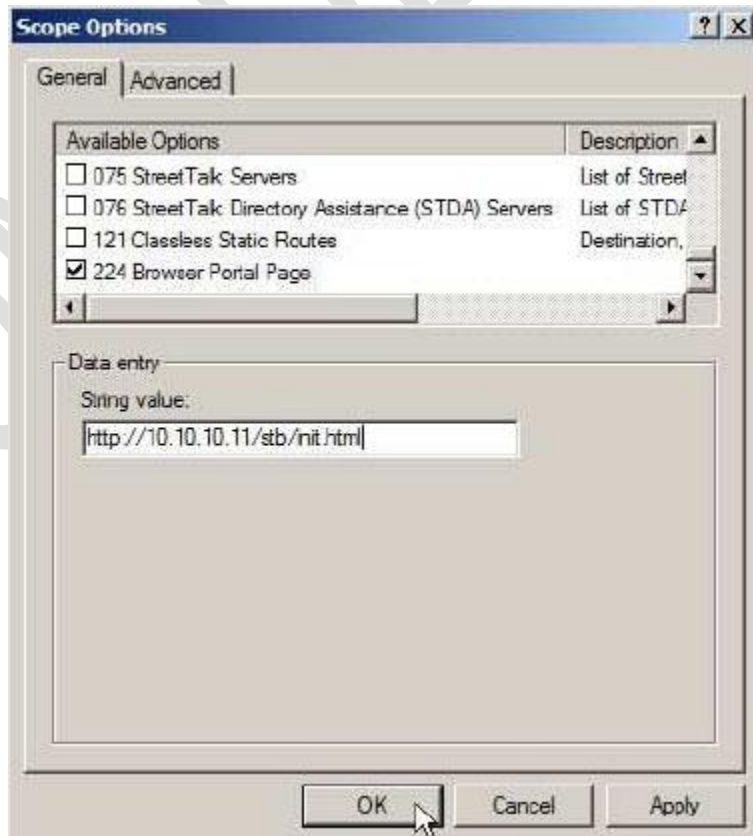 Scope Options
General
Advanced
Available Options
Description
075 StreetTalk Servers
List of Street
076 StreetTalk Directory Assistance (STDA) Servers
List of STDA
121 Classless Static Routes
Destination,
224 Browser Portal Page
Data entry
String value:
http://10.10.10.11/stb/init.html
OK
Cancel
Apply